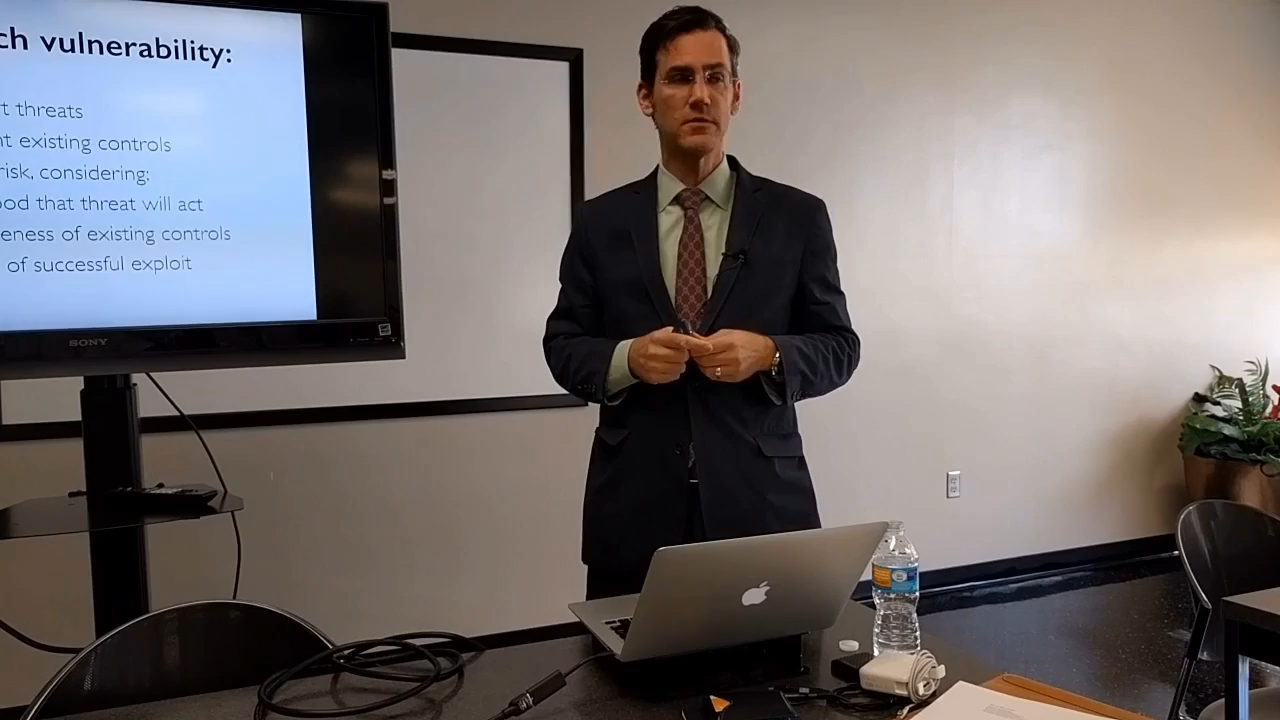 ch vulnerability:
t threats
nt existing controls
risk, considering:
ood that threat will act
eness of existing controls
of successful exploit
SONY